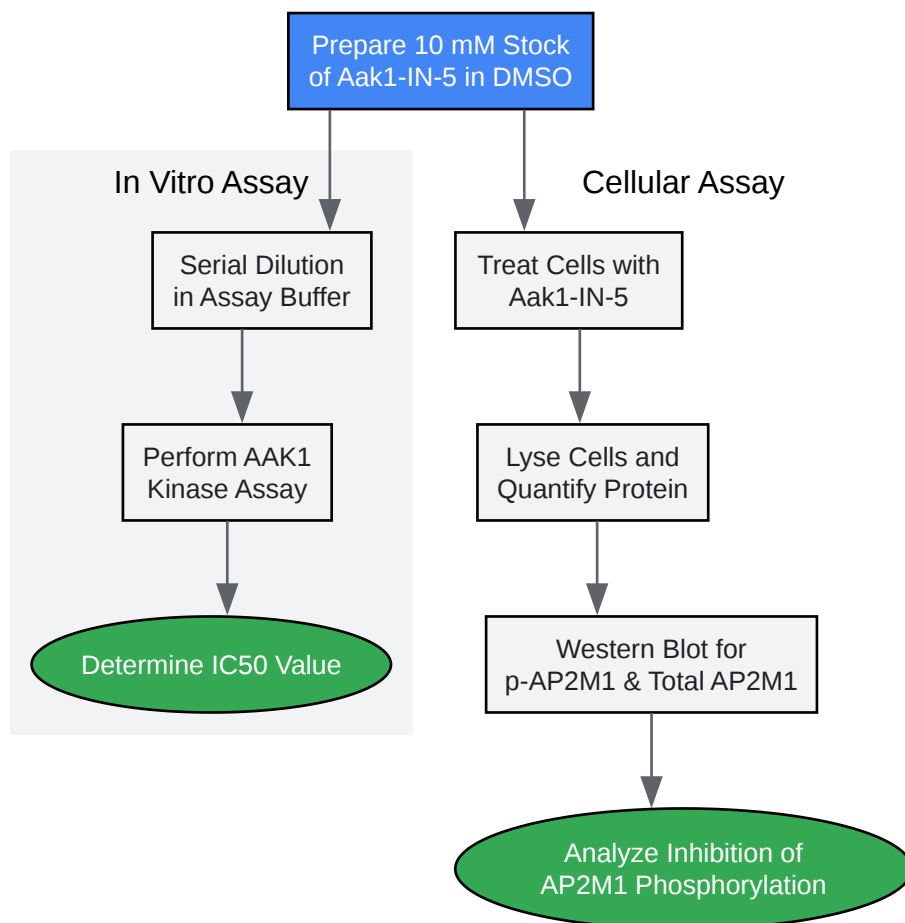 Prepare 10 mM Stock
of Aak1-IN-5 in DMSO
In Vitro Assay
Serial Dilution
in Assay Buffer
Perform AAK1
Kinase Assay
Determine IC50 Value
Cellular Assay
Treat Cells with
Aak1-IN-5
Lyse Cells and
Quantify Protein
Western Blot for
p-AP2M1 & Total AP2M1
Analyze Inhibition of
AP2M1 Phosphorylation